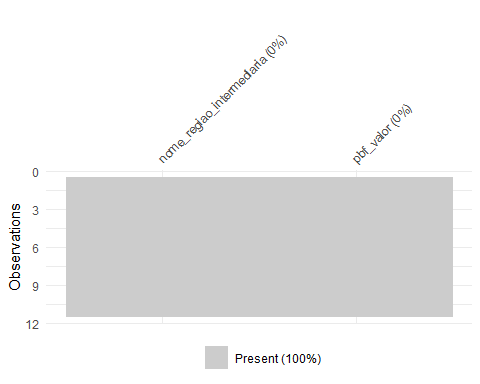 nome_regiao_intermediaria (0%)
pbf_valor (0%)
Observations
0
3
6
9
12
Present (100%)